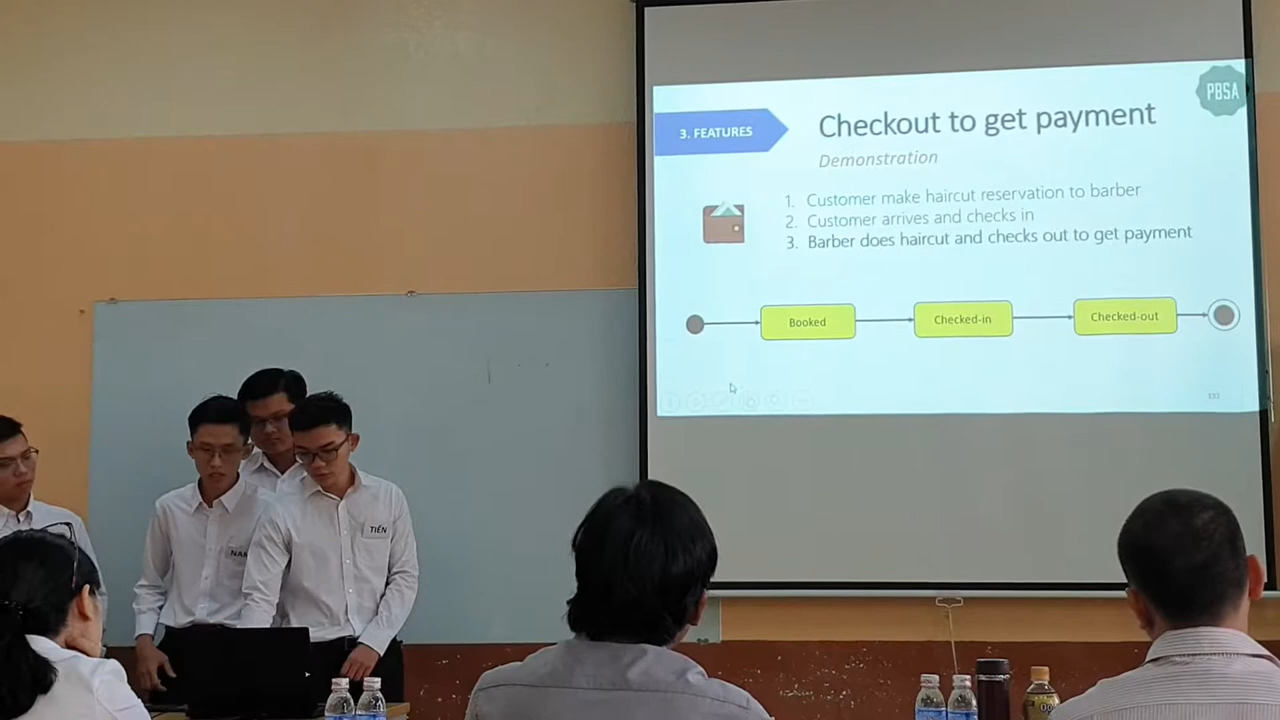 PBSA
3. FEATURES
Checkout to get payment
Demonstration
1. Customer make haircut reservation to barber
2. Customer arrives and checks in
3. Barber does haircut and checks out to get payment
Booked
Checked-in
Checked-out
TIẾN